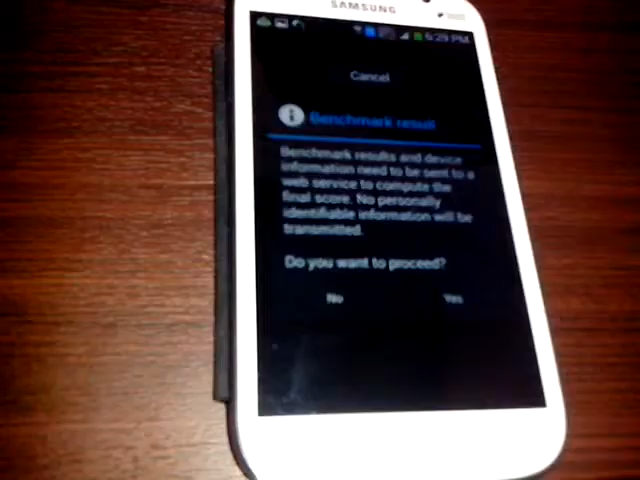 SAMSUNG
5:29 PM
Cancel
Benchmark result
Benchmark results and device
information need to be sent to a
web service to compute the
final score. No personally
identifiable information will be
transmitted.
Do you want to proceed?
No
Yes